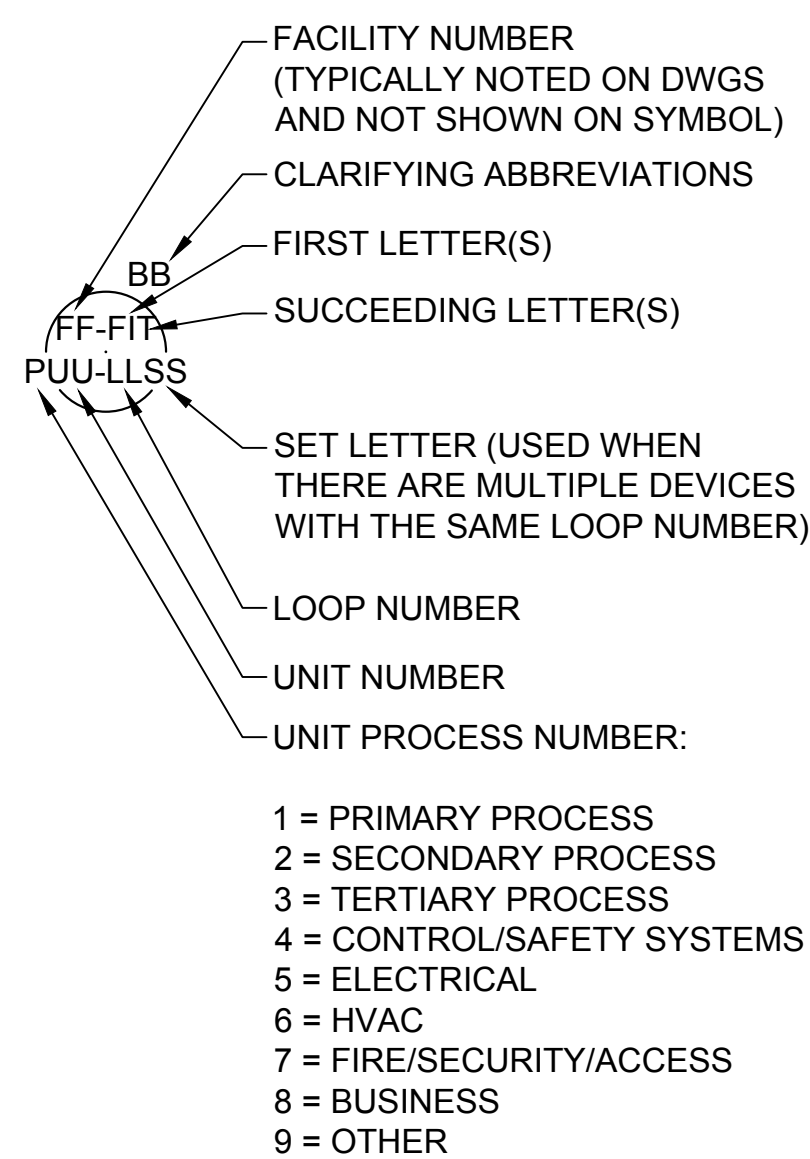 FACILITY NUMBER
(TYPICALLY NOTED ON DWGS
AND NOT SHOWN ON SYMBOL)
CLARIFYING ABBREVIATIONS
FIRST LETTER(S)
BB
SUCCEEDING LETTER(S)
FF-FIT
PUU-LLSS
SET LETTER (USED WHEN
THERE ARE MULTIPLE DEVICES
WITH THE SAME LOOP NUMBER)
LOOP NUMBER
UNIT NUMBER
UNIT PROCESS NUMBER:
1 = PRIMARY PROCESS
2 = SECONDARY PROCESS
3 = TERTIARY PROCESS
4 = CONTROL/SAFETY SYSTEMS
5 = ELECTRICAL
6 = HVAC
7 = FIRE/SECURITY/ACCESS
8 = BUSINESS
9 = OTHER